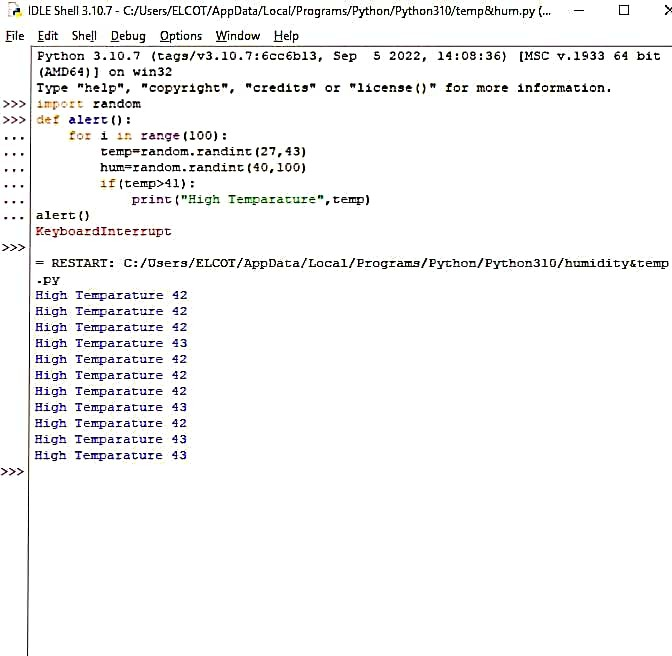 IDLE Shell 3.10.7 - C:/Users/ELCOT/AppData/Local/Programs/Python/Python310/temp&hum.py (...
File Edit Shell Debug Options Window Help
Python 3.10.7 (tags/v3.10.7:6cc6b13, Sep  5 2022, 14:08:36) [MSC v.1933 64 bit
(AMD64)] on win32
Type "help", "copyright", "credits" or "license()" for more information.
>>> import random
>>> def alert():
...     for i in range(100):
...         temp=random.randint(27,43)
...         hum=random.randint(40,100)
...         if(temp>41):
...             print("High Temparature",temp)
... alert()
KeyboardInterrupt
>>>
= RESTART: C:/Users/ELCOT/AppData/Local/Programs/Python/Python310/humidity&temp
.py
High Temparature 42
High Temparature 42
High Temparature 42
High Temparature 43
High Temparature 42
High Temparature 42
High Temparature 42
High Temparature 43
High Temparature 42
High Temparature 43
High Temparature 43
>>>